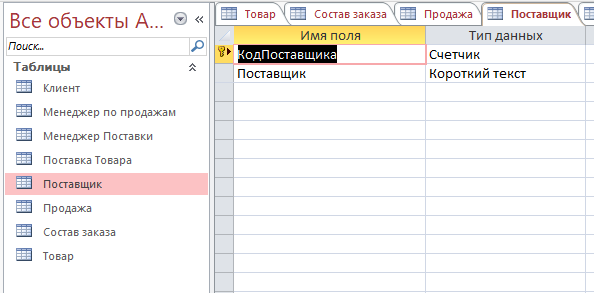 Все объекты A...
Поиск...
Таблицы
Клиент
Менеджер по продажам
Менеджер Поставки
Поставка Товара
Поставщик
Продажа
Состав заказа
Товар
Товар Состав заказа Продажа Поставщик
Имя поля Тип данных
КодПоставщика Счетчик
Поставщик Короткий текст